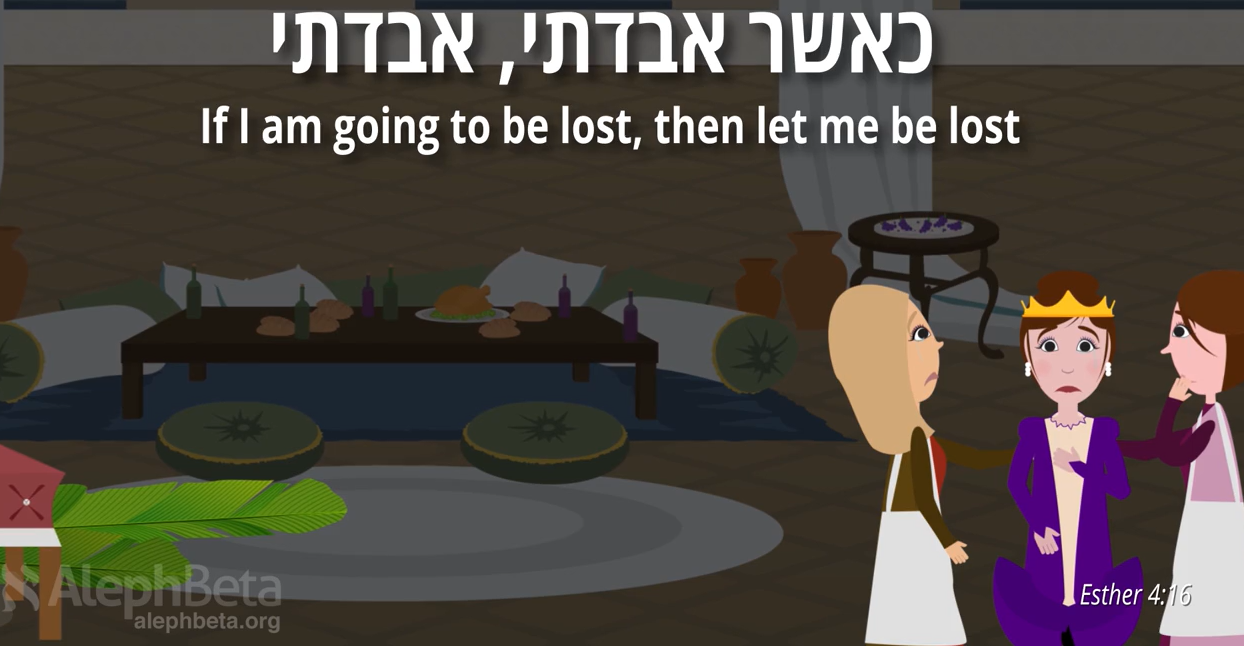 כאשר אבדתי, אבדתי
If I am going to be lost, then let me be lost
Esther 4:16
AlephBeta
alephbeta.org